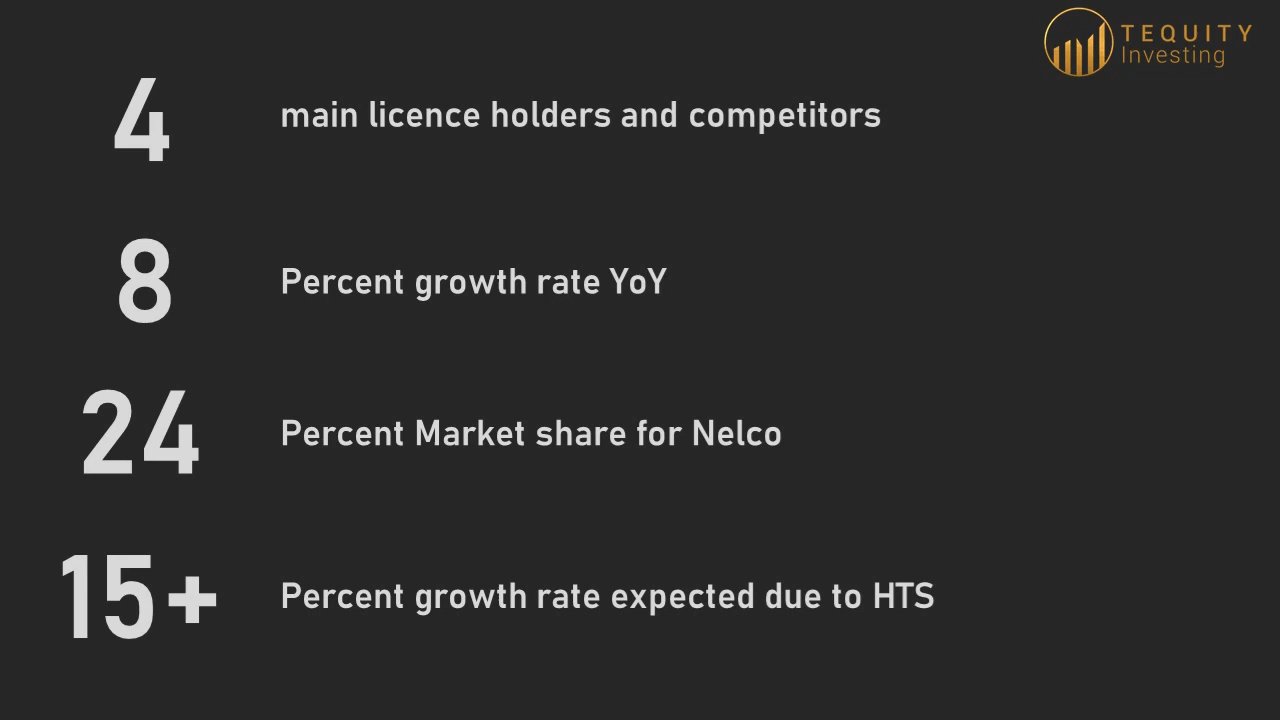 TEQUITY
Investing
4 main licence holders and competitors
8 Percent growth rate YoY
24 Percent Market share for Nelco
15+ Percent growth rate expected due to HTS